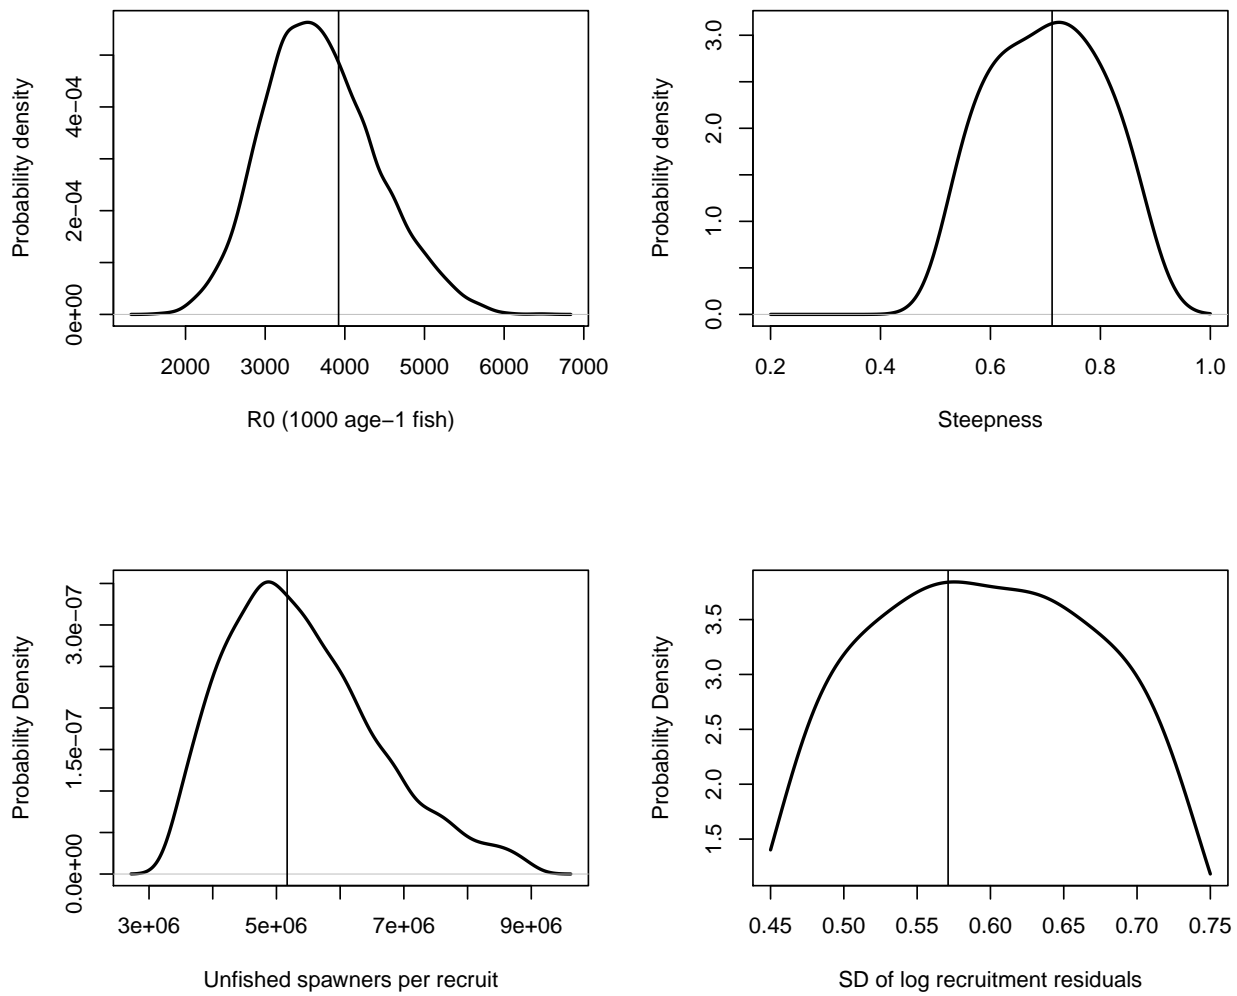 Probability density
0e+00
2e−04
4e−04
2000 3000 4000 5000 6000 7000
R0 (1000 age−1 fish)
Probability density
0.0
1.0
2.0
3.0
0.2 0.4 0.6 0.8 1.0
Steepness
Probability Density
0.0e+00
1.5e−07
3.0e−07
3e+06 5e+06 7e+06 9e+06
Unfished spawners per recruit
Probability Density
1.5
2.0
2.5
3.0
3.5
0.45 0.50 0.55 0.60 0.65 0.70 0.75
SD of log recruitment residuals